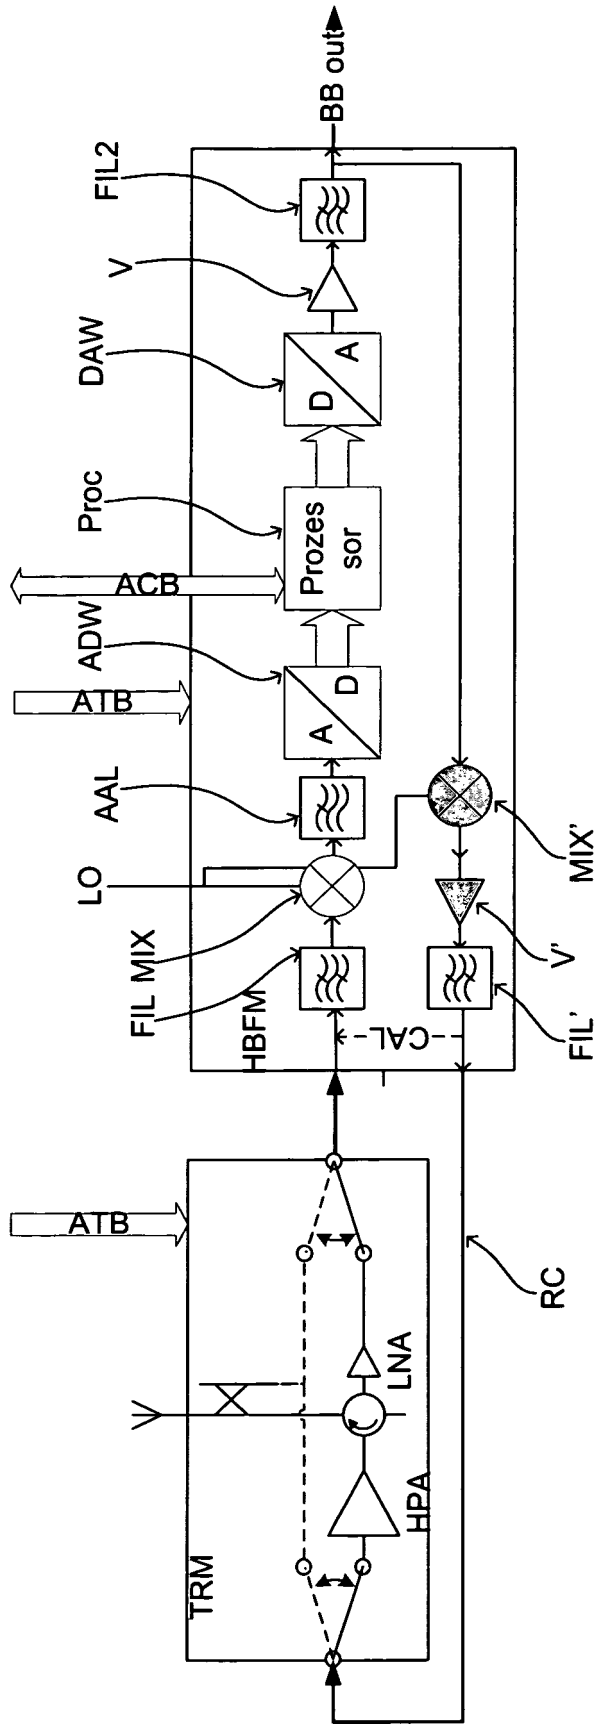 TRM
ATB
HPA
LNA
RC
HBFM
FIL
MIX
LO
AAL
ATB
ADW
ACB
Proc
DAW
V
FIL2
BB out
A
D
Prozes
sor
D
A
CAL
FIL'
V'
MIX'